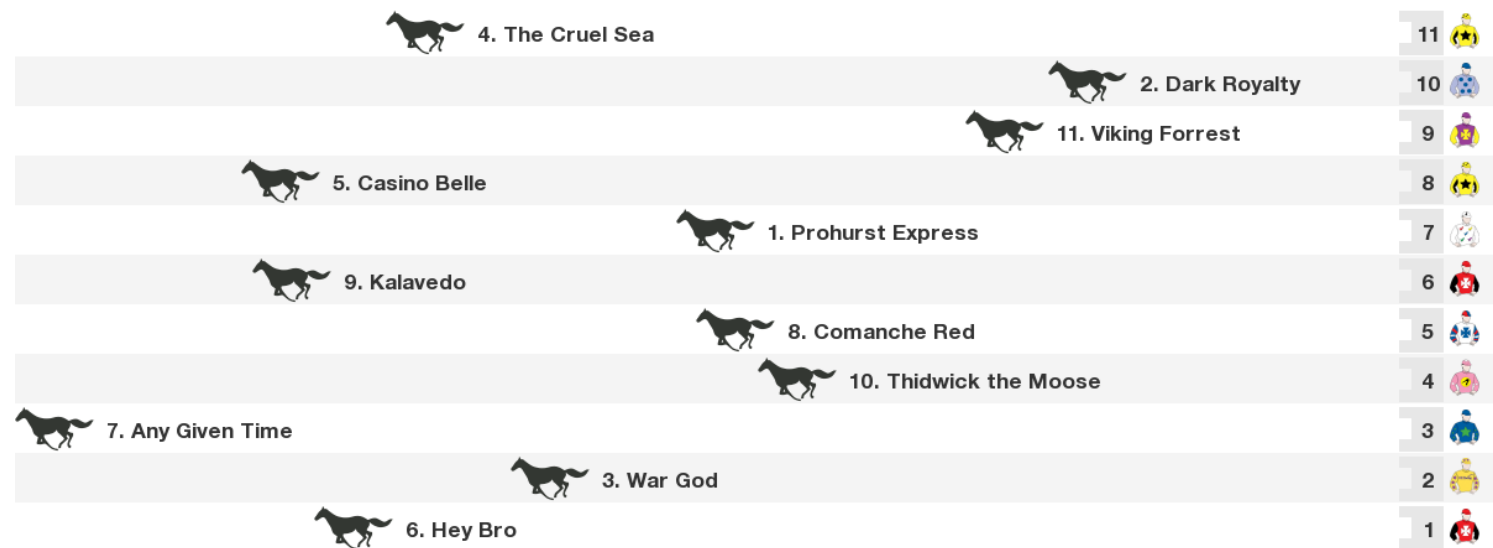 4. The Cruel Sea 11
2. Dark Royalty 10
11. Viking Forrest 9
5. Casino Belle 8
1. Prohurst Express 7
9. Kalavedo 6
8. Comanche Red 5
10. Thidwick the Moose 4
7. Any Given Time 3
3. War God 2
6. Hey Bro 1